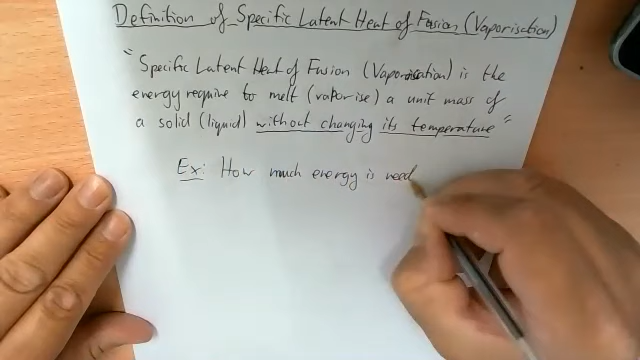 Definition of Specific Latent Heat of Fusion (Vaporisation)
"Specific Latent Heat of Fusion (Vaporisation) is the
energy require to melt (vaporise) a unit mass of
a solid (liquid) without changing its temperature"
Ex: How much energy is need